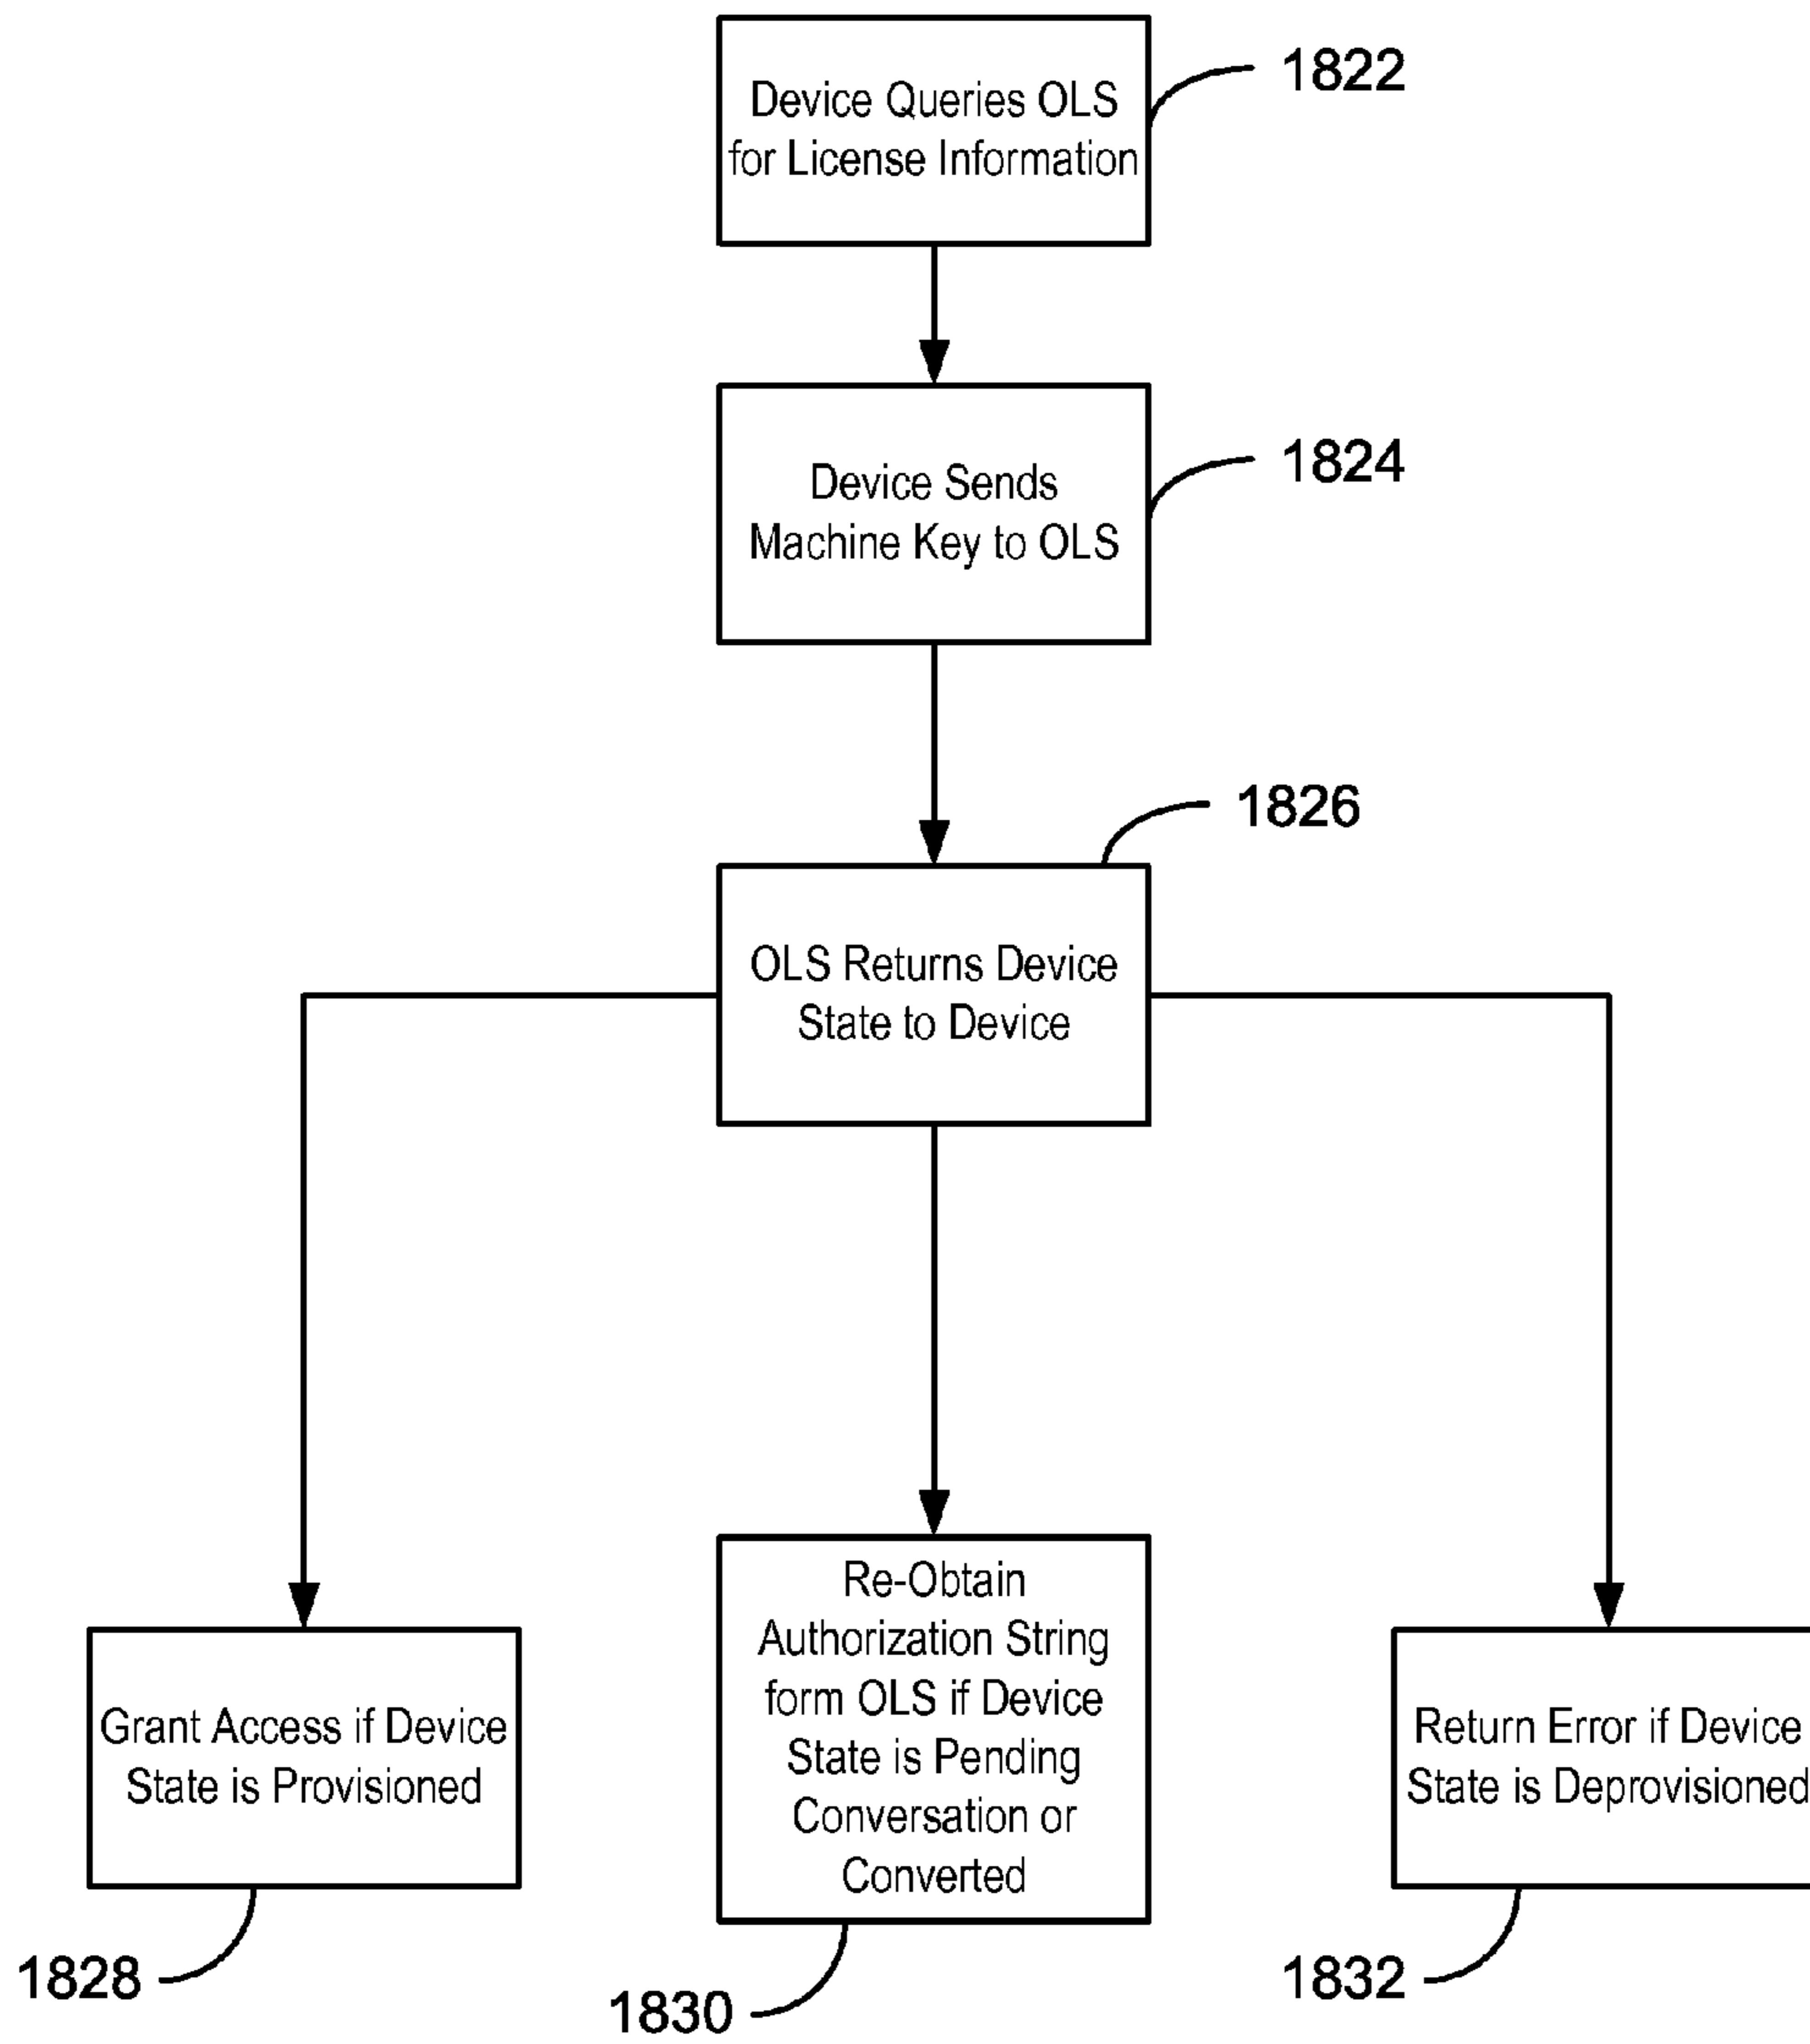 Device Queries OLS
for License Information
1822
Device Sends
Machine Key to OLS
1824
1826
OLS Returns Device
State to Device
Grant Access if Device
State is Provisioned
1828
Re-Obtain
Authorization String
form OLS if Device
State is Pending
Conversation or
Converted
1830
Return Error if Device
State is Deprovisioned
1832